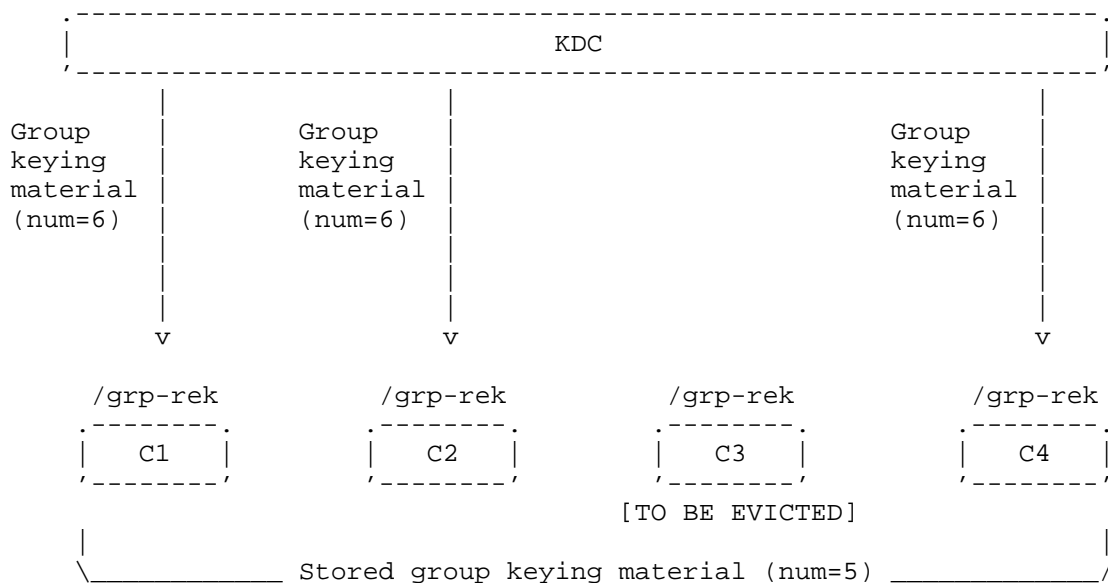 KDC
Group Group Group
keying keying keying
material material material
(num=6) (num=6) (num=6)
v v v
/grp-rek /grp-rek /grp-rek /grp-rek
C1 C2 C3 C4
[TO BE EVICTED]
Stored group keying material (num=5)